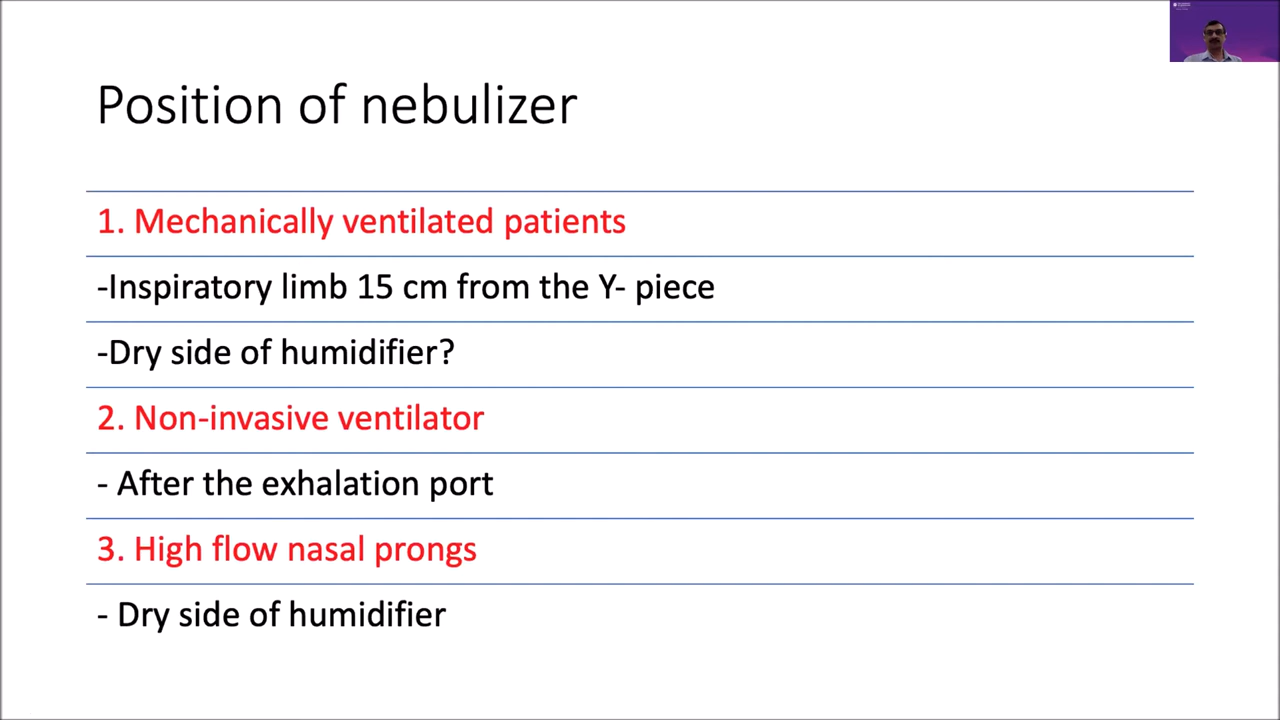 Position of nebulizer
1. Mechanically ventilated patients
-Inspiratory limb 15 cm from the Y- piece
-Dry side of humidifier?
2. Non-invasive ventilator
- After the exhalation port
3. High flow nasal prongs
- Dry side of humidifier